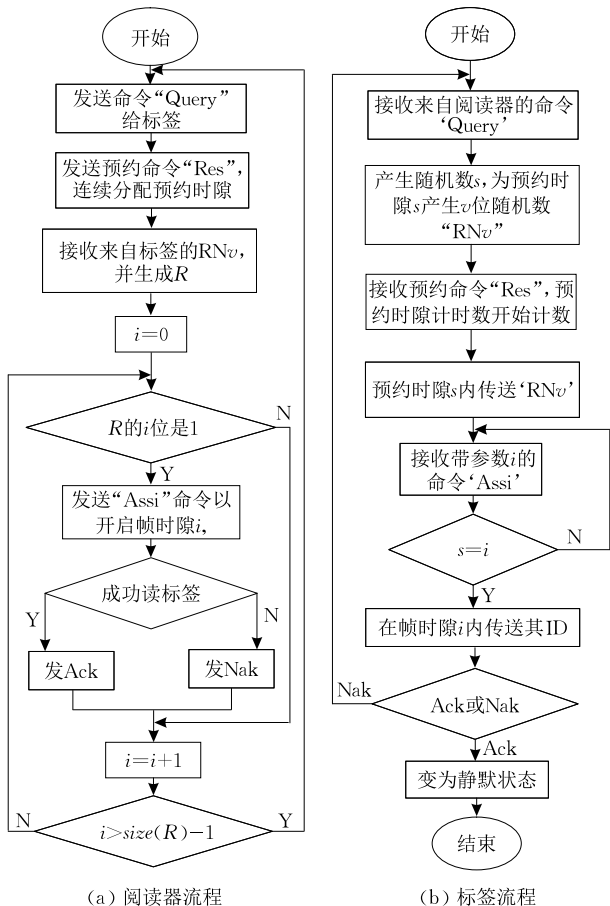 开始
发送命令“Query”
给标签
发送预约命令“Res”,
连续分配预约时隙
接收来自标签的RNv,
并生成R
i=0
R的i位是1
N
Y
发送“Assi”命令以
开启帧时隙i,
成功读标签
Y
N
发Ack
发Nak
i=i+1
i>size(R)−1
N
Y
(a) 阅读器流程
开始
接收来自阅读器的命令
‘Query’
产生随机数s,为预约时
隙s产生v位随机数
“RNv”
接收预约命令“Res”,预
约时隙计时数开始计数
预约时隙s内传送‘RNv’
接收带参数i的
命令‘Assi’
s=i
N
Y
在帧时隙i内传送其ID
Nak
Ack或Nak
Ack
变为静默状态
结束
(b) 标签流程